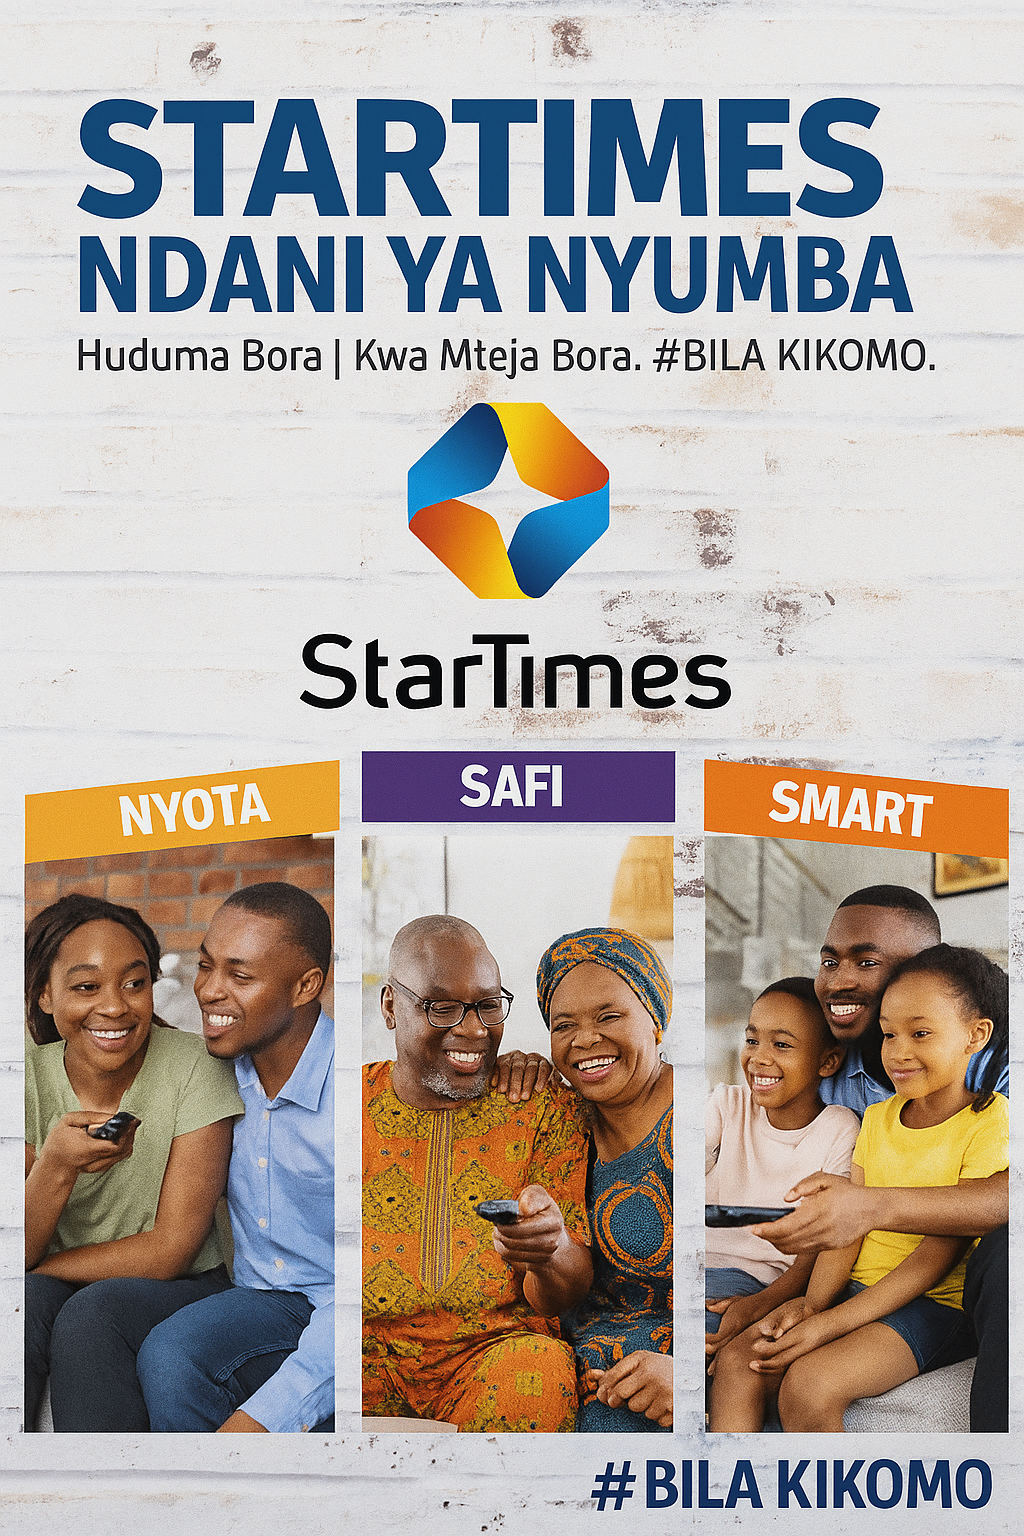 STARTIMES
NDANI YA NYUMBA
Huduma Bora | Kwa Mteja Bora. #BILA KIKOMO.
StarTimes
NYOTA
SAFI
SMART
#BILA KIKOMO